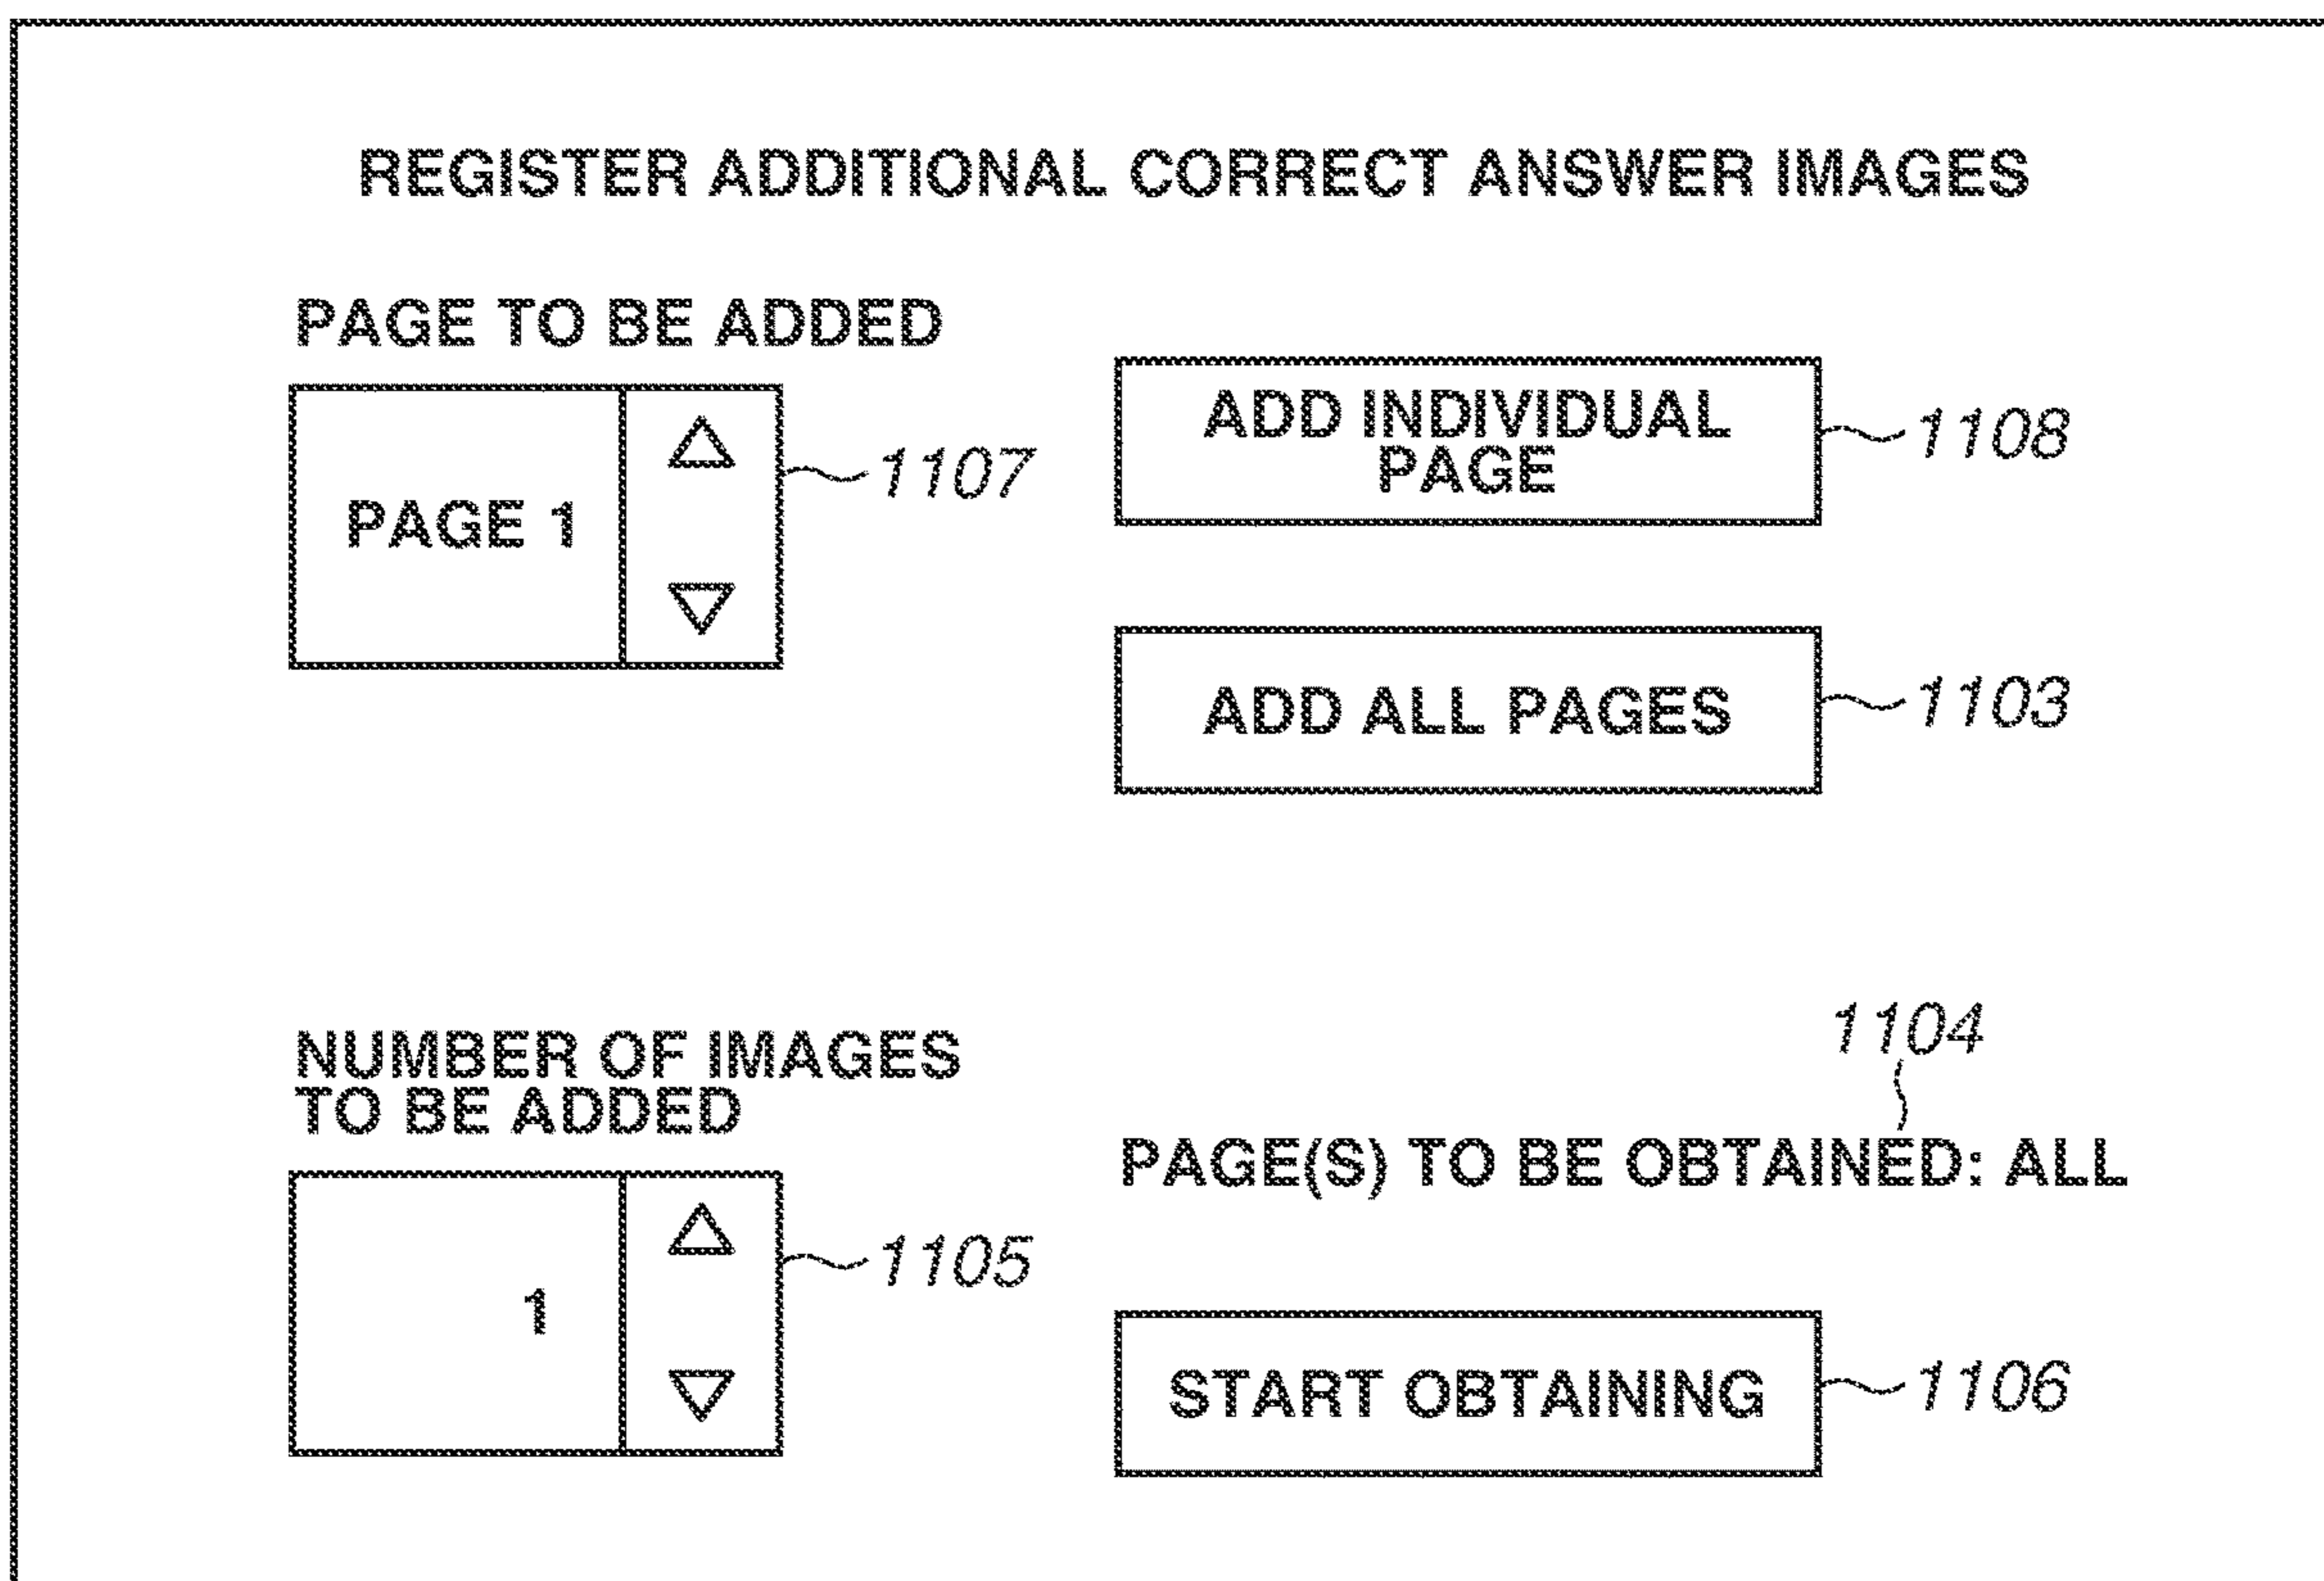 REGISTER ADDITIONAL CORRECT ANSWER IMAGES
PAGE TO BE ADDED
PAGE 1
1107
ADD INDIVIDUAL
PAGE
1108
ADD ALL PAGES
1103
NUMBER OF IMAGES
TO BE ADDED
1
1105
1104
PAGE(S) TO BE OBTAINED: ALL
START OBTAINING
1106